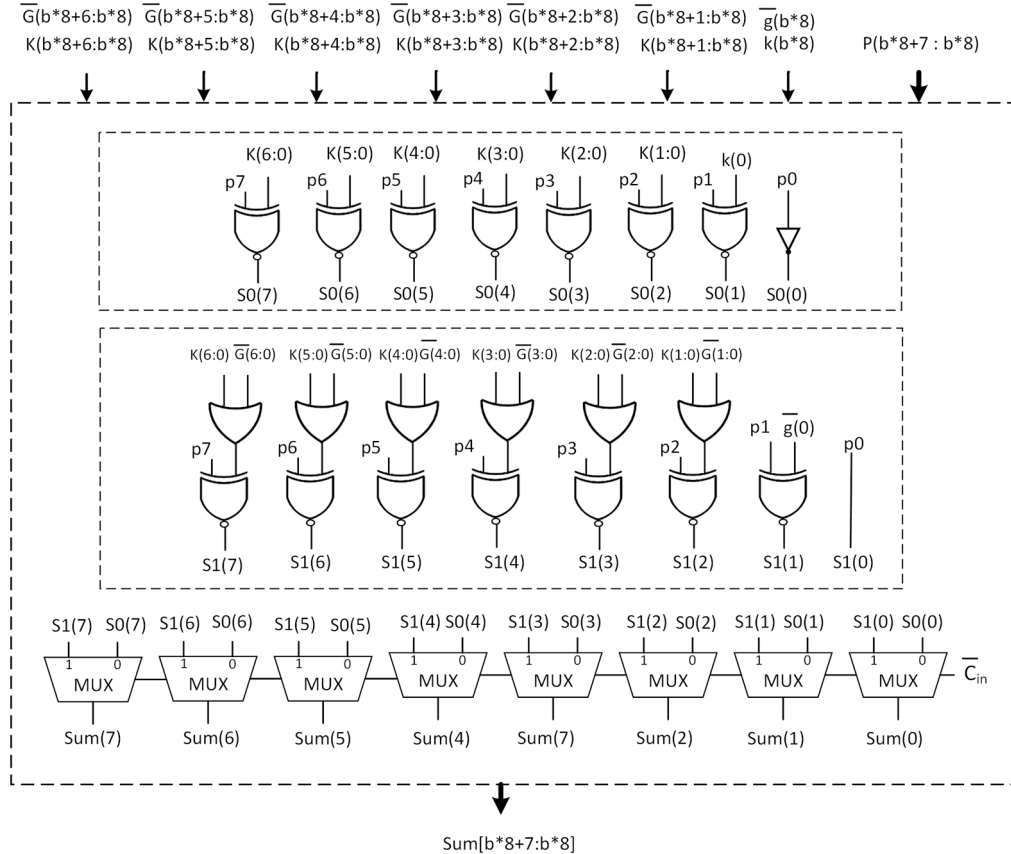 G̅(b*8+6:b*8) G̅(b*8+5:b*8) G̅(b*8+4:b*8) G̅(b*8+3:b*8) G̅(b*8+2:b*8) G̅(b*8+1:b*8) g̅(b*8)
K(b*8+6:b*8) K(b*8+5:b*8) K(b*8+4:b*8) K(b*8+3:b*8) K(b*8+2:b*8) K(b*8+1:b*8) k(b*8) P(b*8+7 : b*8)
K(6:0) K(5:0) K(4:0) K(3:0) K(2:0) K(1:0) k(0)
p7 p6 p5 p4 p3 p2 p1 p0
S0(7) S0(6) S0(5) S0(4) S0(3) S0(2) S0(1) S0(0)
K(6:0) G̅(6:0) K(5:0) G̅(5:0) K(4:0) G̅(4:0) K(3:0) G̅(3:0) K(2:0) G̅(2:0) K(1:0) G̅(1:0)
p7 p6 p5 p4 p3 p2 p1 g̅(0) p0
S1(7) S1(6) S1(5) S1(4) S1(3) S1(2) S1(1) S1(0)
S1(7) S0(7) S1(6) S0(6) S1(5) S0(5) S1(4) S0(4) S1(3) S0(3) S1(2) S0(2) S1(1) S0(1) S1(0) S0(0)
1 0 1 0 1 0 1 0 1 0 1 0 1 0 1 0
MUX MUX MUX MUX MUX MUX MUX MUX C̅in
Sum(7) Sum(6) Sum(5) Sum(4) Sum(7) Sum(2) Sum(1) Sum(0)
Sum[b*8+7:b*8]